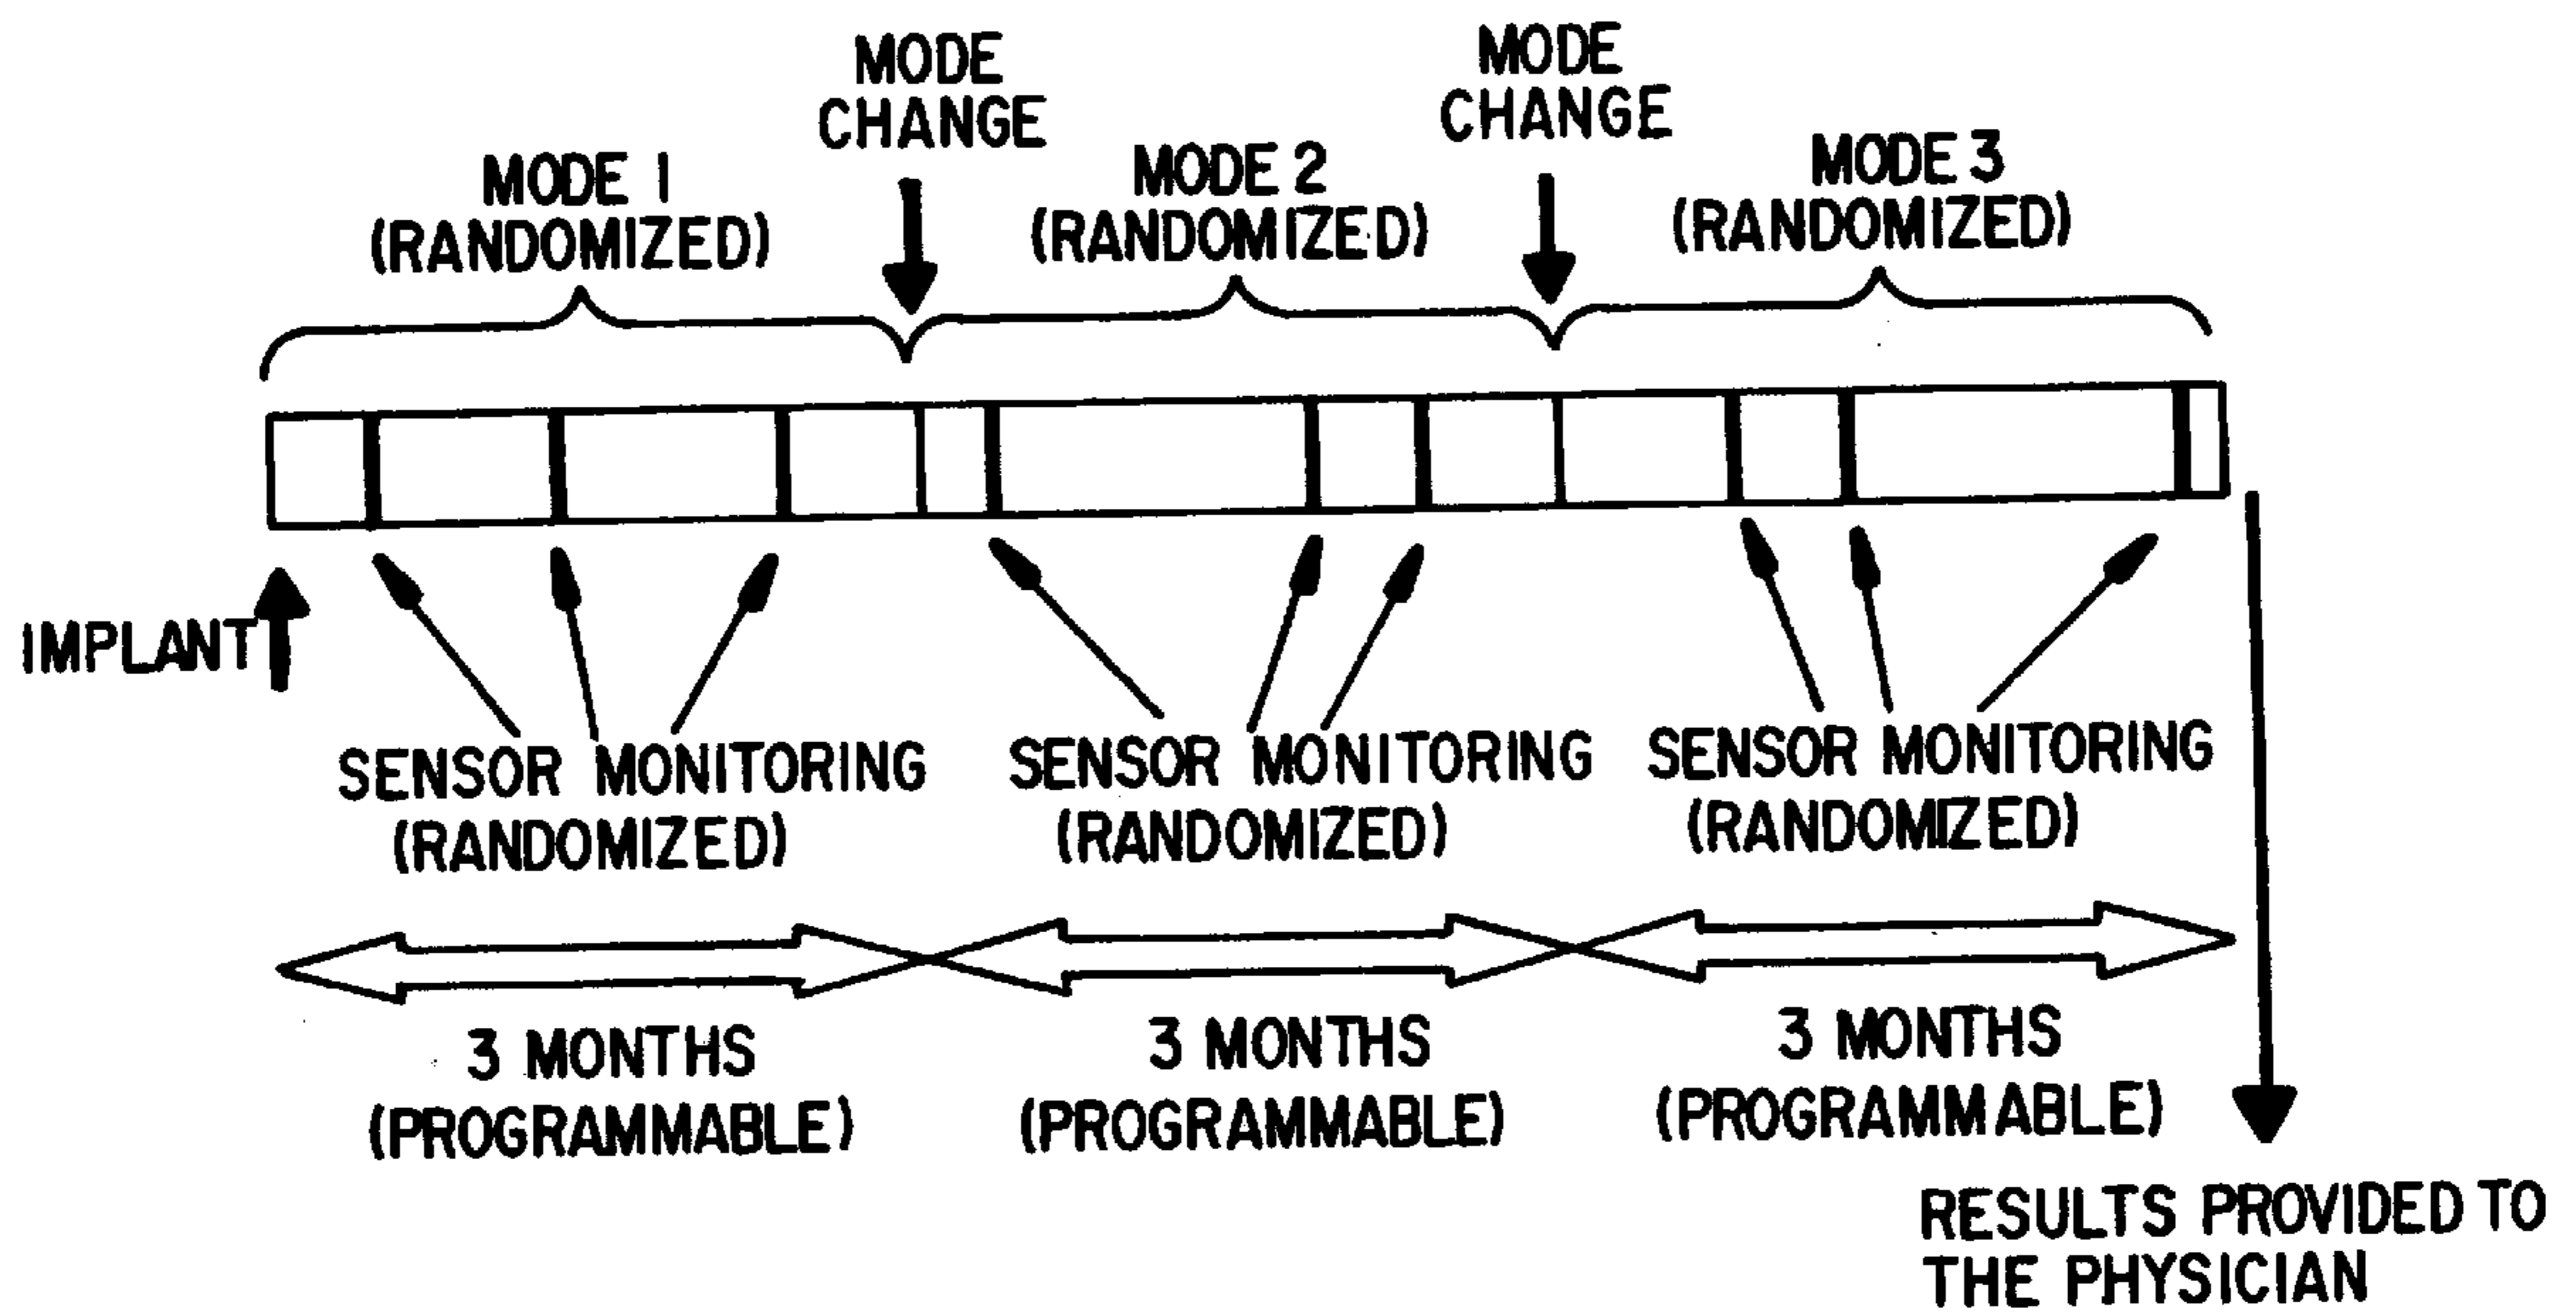 MODE
CHANGE
MODE
CHANGE
MODE 1
(RANDOMIZED)
MODE 2
(RANDOMIZED)
MODE 3
(RANDOMIZED)
IMPLANT
SENSOR MONITORING
(RANDOMIZED)
SENSOR MONITORING
(RANDOMIZED)
SENSOR MONITORING
(RANDOMIZED)
3 MONTHS
(PROGRAMMABLE)
3 MONTHS
(PROGRAMMABLE)
3 MONTHS
(PROGRAMMABLE)
RESULTS PROVIDED TO
THE PHYSICIAN